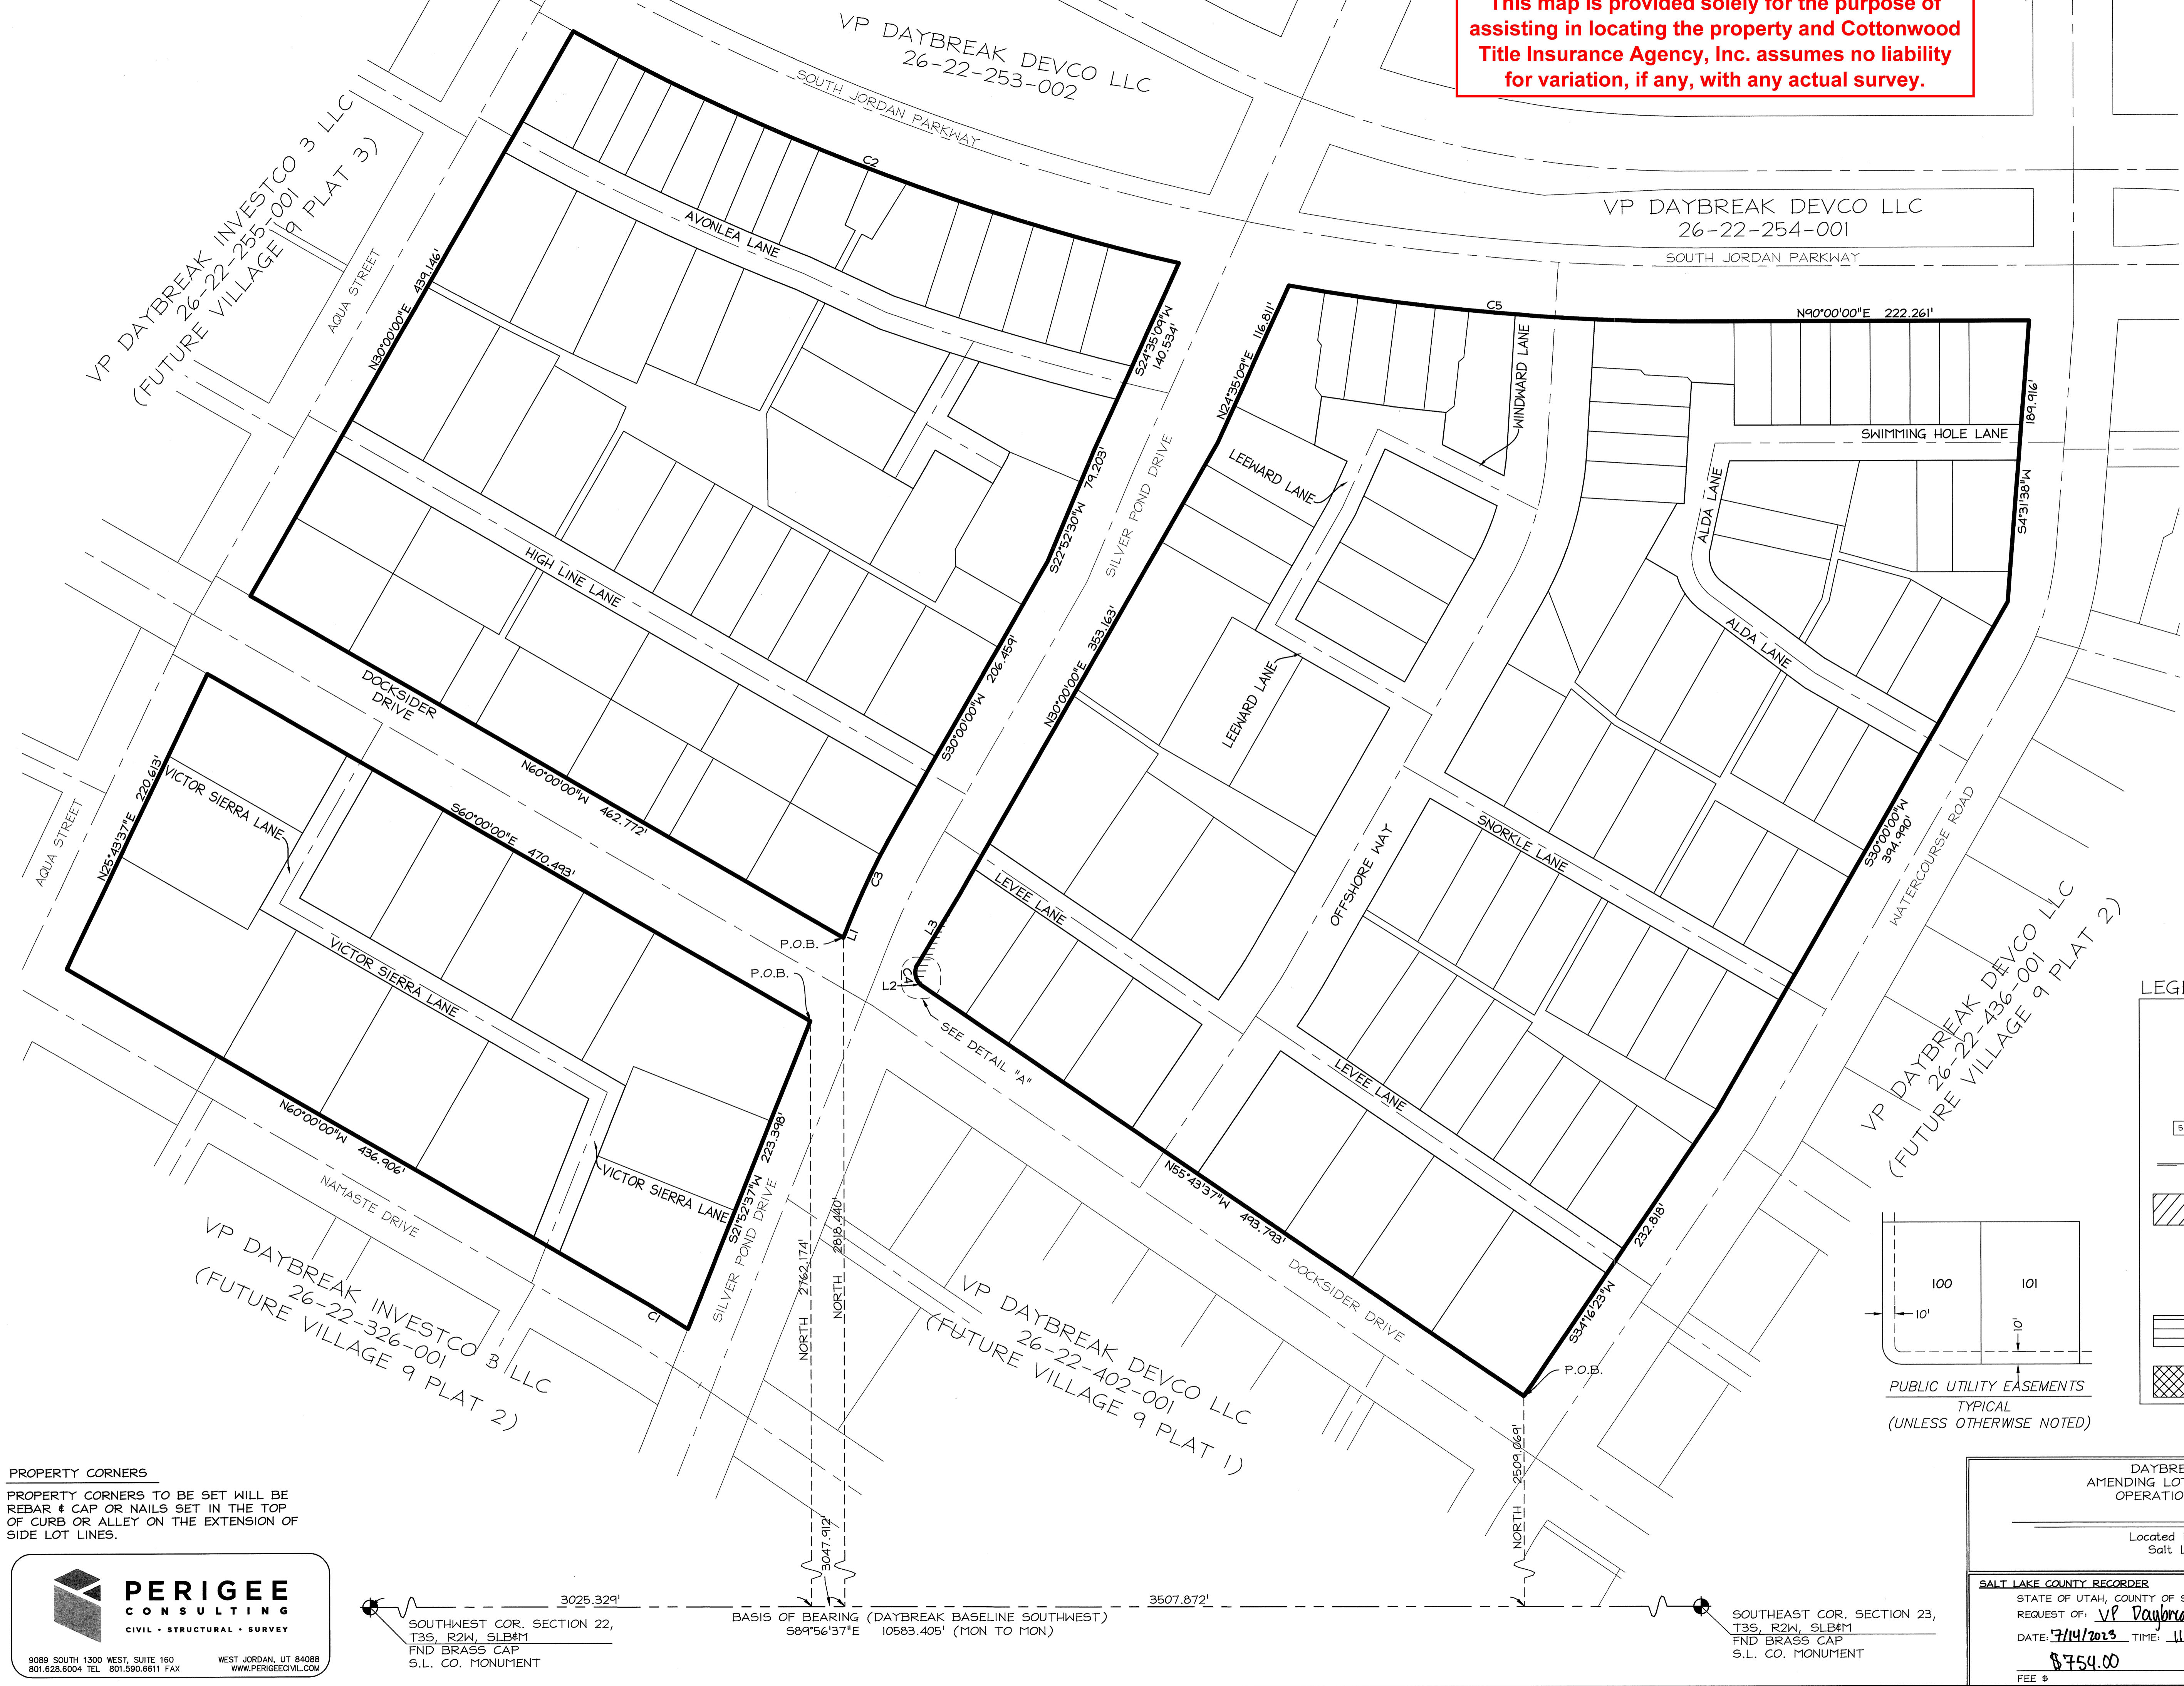 This map is provided solely for the purpose of
assisting in locating the property and Cottonwood
Title Insurance Agency, Inc. assumes no liability
for variation, if any, with any actual survey.
VP DAYBREAK DEVCO LLC
26-22-253-002
SOUTH JORDAN PARKWAY
C2
VP DAYBREAK INVESTCO 3 LLC
26-22-255-001
(FUTURE VILLAGE 9 PLAT 3)
AQUA STREET
N30°00'00"E 439.146'
AVONLEA LANE
S24°35'09"W
140.534'
VP DAYBREAK DEVCO LLC
26-22-254-001
SOUTH JORDAN PARKWAY
C5
N90°00'00"E 222.261'
N24°35'09"E 116.811'
WINDWARD LANE
189.916'
S4°31'38"W
SWIMMING HOLE LANE
LEEWARD LANE
ALDA LANE
S22°52'30"W 79.203'
SILVER POND DRIVE
HIGH LINE LANE
ALDA LANE
N30°00'00"E 353.163'
S30°00'00"W 206.459'
LEEWARD LANE
DOCKSIDER
DRIVE
N60°00'00"W 462.772'
AQUA STREET
N25°43'37"E 220.613'
VICTOR SIERRA LANE
S60°00'00"E 470.493'
C3
LEVEE LANE
OFFSHORE WAY
SNORKLE LANE
S30°00'00"W
394.990'
WATERCOURSE ROAD
P.O.B.
L1
L3
P.O.B.
C4
L2
SEE DETAIL "A"
VICTOR SIERRA LANE
VP DAYBREAK DEVCO LLC
26-22-436-001
(FUTURE VILLAGE 9 PLAT 2)
LEGE
5
LEVEE LANE
N60°00'00"W 436.906'
NAMASTE DRIVE
VICTOR SIERRA LANE
S21°52'37"W 223.398'
SILVER POND DRIVE
N55°43'37"W 493.793'
232.818'
S34°16'23"W
DOCKSIDER DRIVE
C1
P.O.B.
NORTH 2762.174'
NORTH 2818.440'
VP DAYBREAK INVESTCO 3 LLC
26-22-326-001
(FUTURE VILLAGE 9 PLAT 2)
VP DAYBREAK DEVCO LLC
26-22-402-001
(FUTURE VILLAGE 9 PLAT 1)
100
101
10'
10'
PUBLIC UTILITY EASEMENTS
TYPICAL
(UNLESS OTHERWISE NOTED)
NORTH 2509.069'
PROPERTY CORNERS
PROPERTY CORNERS TO BE SET WILL BE
REBAR & CAP OR NAILS SET IN THE TOP
OF CURB OR ALLEY ON THE EXTENSION OF
SIDE LOT LINES.
PERIGEE
CONSULTING
CIVIL • STRUCTURAL • SURVEY
9089 SOUTH 1300 WEST, SUITE 160 WEST JORDAN, UT 84088
801.628.6004 TEL 801.590.6611 FAX WWW.PERIGEECIVIL.COM
3025.329'
3047.912'
3507.872'
BASIS OF BEARING (DAYBREAK BASELINE SOUTHWEST)
S89°56'37"E 10583.405' (MON TO MON)
SOUTHWEST COR. SECTION 22,
T3S, R2W, SLB&M
FND BRASS CAP
S.L. CO. MONUMENT
SOUTHEAST COR. SECTION 23,
T3S, R2W, SLB&M
FND BRASS CAP
S.L. CO. MONUMENT
DAYBRE
AMENDING LOT
OPERATIO
Located
Salt L
SALT LAKE COUNTY RECORDER
STATE OF UTAH, COUNTY OF S
REQUEST OF: VP Daybrea
DATE: 7/14/2023 TIME: 11
$754.00
FEE $